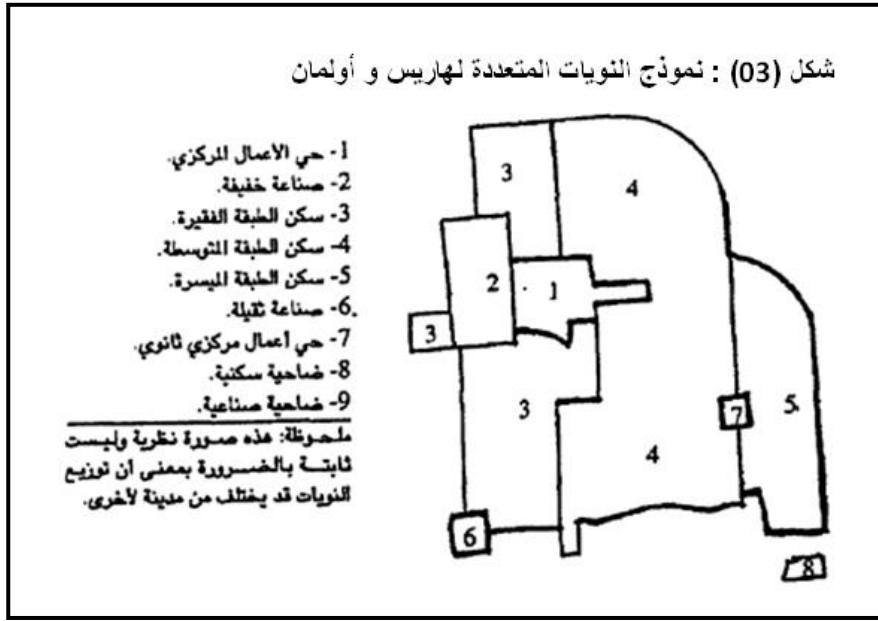 شكل (03) : نموذج النويات المتعددة لهاريس و أولمان
1- حي الأعمال المركزي.
2- صناعة خفيفة.
3- سكن الطبقة الفقيرة.
4- سكن الطبقة المتوسطة.
5- سكن الطبقة الميسرة.
6- صناعة ثقيلة.
7- حي أعمال مركزي ثانوي.
8- ضاحية سكنية.
9- ضاحية صناعية.
ملحوظة: هذه صورة نظرية وليست
ثابتة بالضرورة بمعنى أن توزيع
النويات قد يختلف من مدينة لأخرى.
3
4
2
1
3
3
7
5
4
6
8